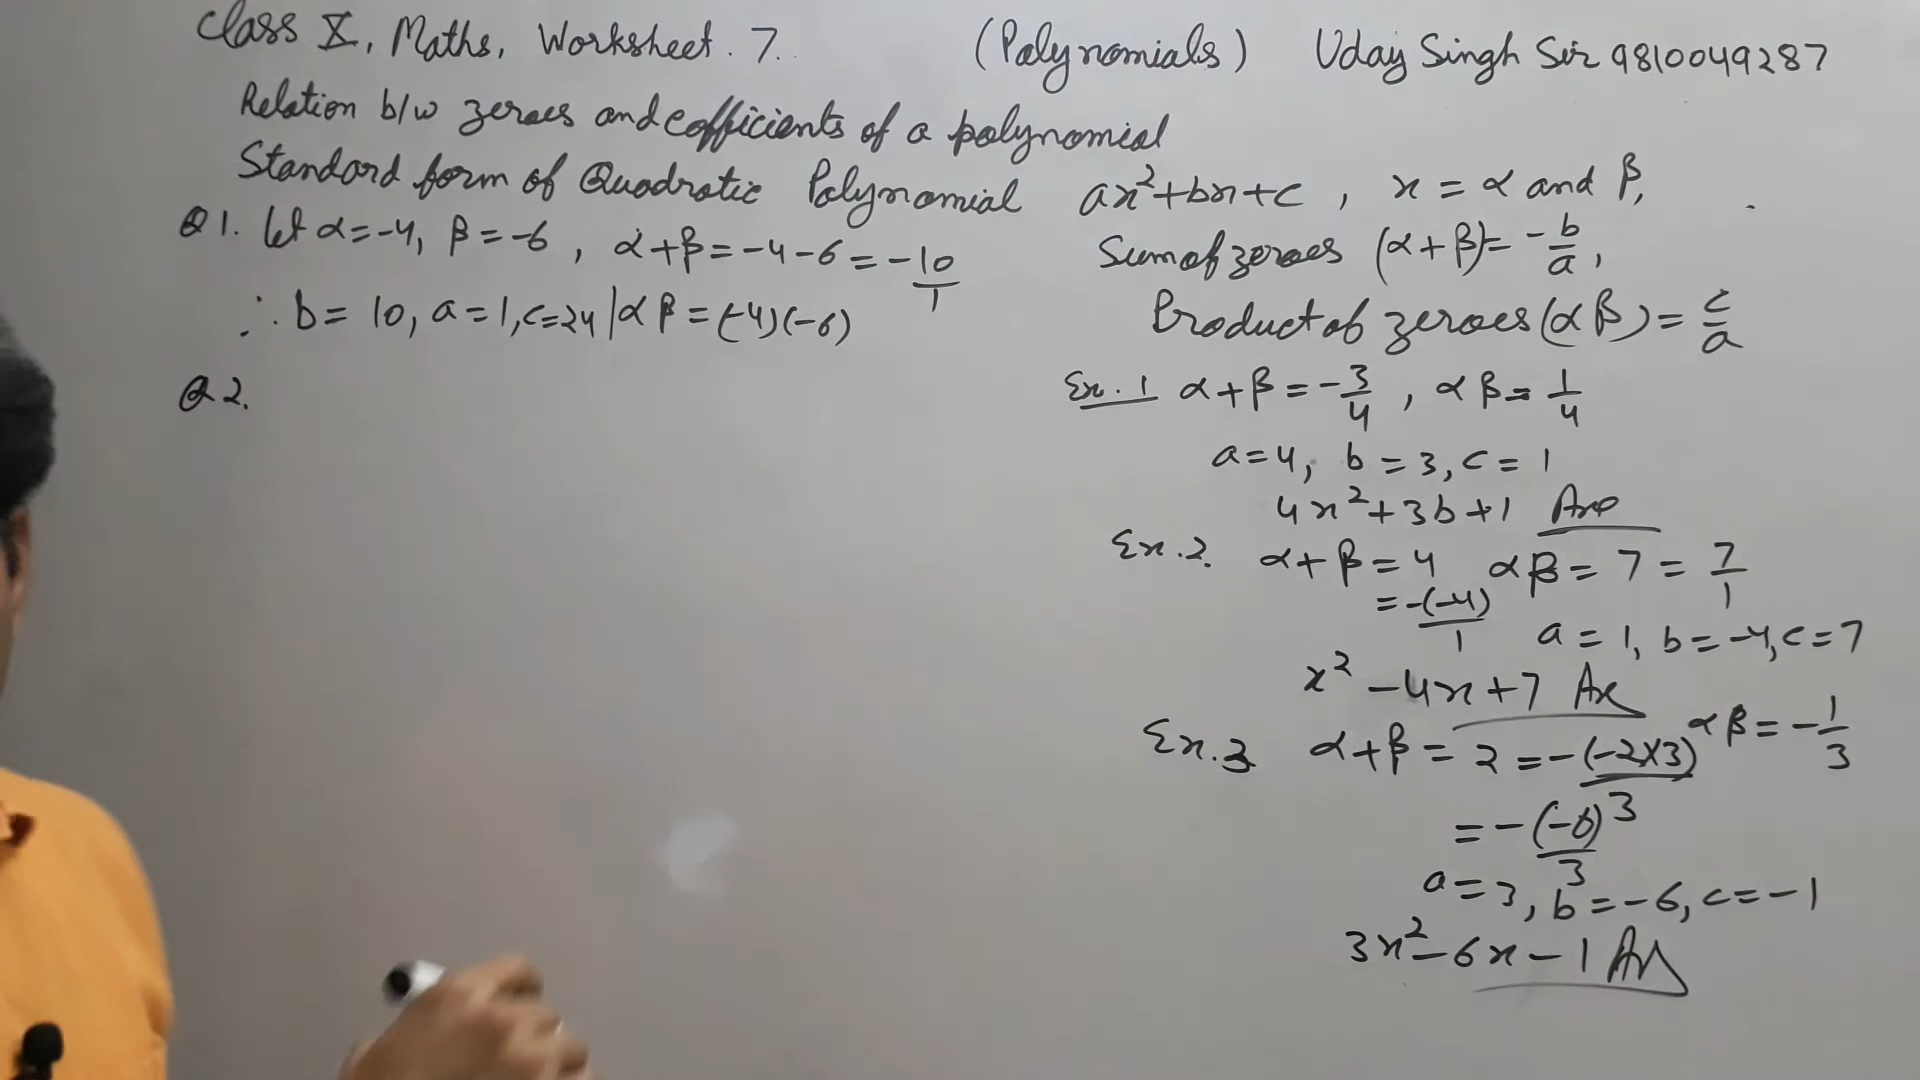 Class X, Maths, Worksheet. 7. (Polynomials) Uday Singh Sir 9810049287
Relation b/w zeroes and cofficients of a polynomial
Standard form of Quadratic Polynomial ax²+bx+c, x = α and β,
Q1. let α=-4, β=-6, α+β=-4-6=-10/1
∴ b= 10, a=1, c=24 | αβ=(-4)(-6)
Q2.
Sum of zeroes (α+β)=-b/a,
Product of zeroes (αβ)=c/a
Ex.1 α+β=-3/4, αβ=1/4
a=4, b=3, c=1
4x²+3b+1 Ans
Ex.2. α+β=4 αβ=7=7/1
=-(-4)/1
a=1, b=-4, c=7
x²-4x+7 Ans
Ex.3 α+β=2=-(-2×3)/3 αβ=-1/3
=-(-6)/3
a=3, b=-6, c=-1
3x²-6x-1 Ans